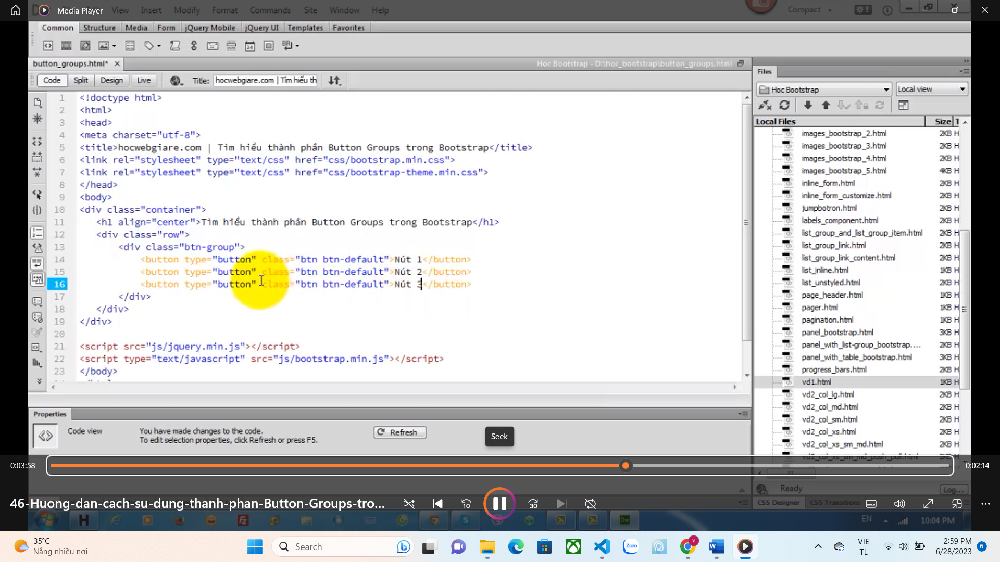 Media Player
View Insert Modify Format Commands Site Window Help
Compact
Common Structure Media Form jQuery Mobile jQuery UI Templates Favorites
button_groups.html*
Hoc Bootstrap - D:\hoc_bootstrap\button_groups.html
Code Split Design Live Title: hocwebgiare.com | Tìm hiểu th
1 <!doctype html>
2 <html>
3 <head>
4 <meta charset="utf-8">
5 <title>hocwebgiare.com | Tìm hiểu thành phần Button Groups trong Bootstrap</title>
6 <link rel="stylesheet" type="text/css" href="css/bootstrap.min.css">
7 <link rel="stylesheet" type="text/css" href="css/bootstrap-theme.min.css">
8 </head>
9 <body>
10 <div class="container">
11 <h1 align="center">Tìm hiểu thành phần Button Groups trong Bootstrap</h1>
12 <div class="row">
13 <div class="btn-group">
14 <button type="button" class="btn btn-default">Nút 1</button>
15 <button type="button" class="btn btn-default">Nút 2</button>
16 <button type="button" class="btn btn-default">Nút 3</button>
17 </div>
18 </div>
19 </div>
20
21 <script src="js/jquery.min.js"></script>
22 <script type="text/javascript" src="js/bootstrap.min.js"></script>
23 </body>
Files
Hoc Bootstrap Local view
Local Files Size T
images_bootstrap_2.html 2KB H
images_bootstrap_3.html 2KB H
images_bootstrap_4.html 2KB H
images_bootstrap_5.html 4KB H
inline_form.html 2KB H
inline_form_customize.html 2KB H
jumpbotron.html 2KB H
labels_component.html 2KB H
list_group_and_list_group_item.html 2KB H
list_group_link.html 2KB H
list_group_link_content.html 2KB H
list_inline.html 2KB H
list_unstyled.html 2KB H
page_header.html 1KB H
pager.html 1KB H
pagination.html 1KB H
panel_bootstrap.html 3KB H
panel_with_list-group_bootstrap.... 2KB H
panel_with_table_bootstrap.html 3KB H
progress_bars.html 2KB H
vd1.html 1KB H
vd2_col_lg.html 2KB H
vd2_col_md.html 2KB H
vd2_col_sm.html 2KB H
vd2_col_xs.html 2KB H
vd2_col_xs_sm_md.html 2KB H
vd2_col_xs_sm_md_push_pull.html
Properties
Code view
You have made changes to the code.
To edit selection properties, click Refresh or press F5.
Refresh
Seek
0:03:58
0:02:14
Ready
Log...
CSS Designer CSS Transitions
46-Huong-dan-cach-su-dung-thanh-phan-Button-Groups-tro...
10
30
EN 10:04 PM
35°C
Nắng nhiều nơi
Search
Zalo
VIE
TL
2:59 PM
6/28/2023
6